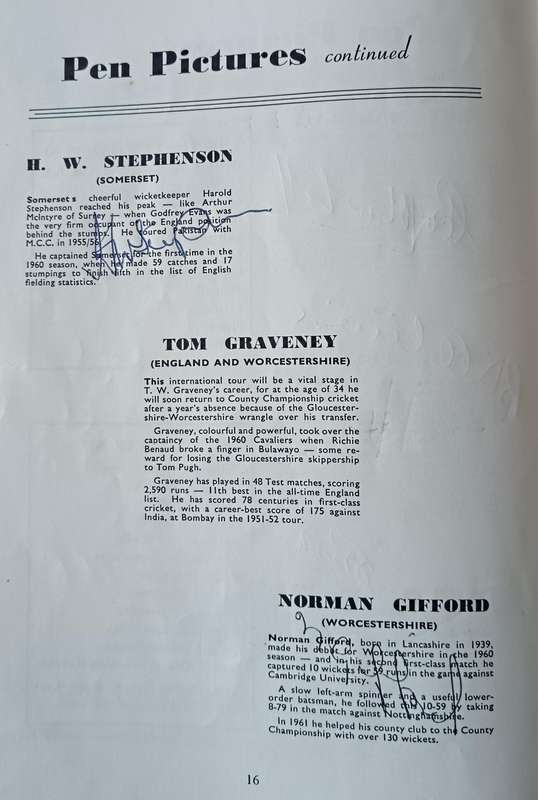 Pen Pictures continued
H. W. STEPHENSON
(SOMERSET)
Somersets cheerful wicketkeeper Harold
Stephenson reached his peak — like Arthur
McIntyre of Surrey — when Godfrey Evans was
the very firm occupant of the England position
behind the stumps. He toured Pakistan with
M.C.C. in 1955/56.
He captained Somerset for the first time in the
1960 season, when he made 59 catches and 17
stumpings to finish fifth in the list of English
fielding statistics.
TOM GRAVENEY
(ENGLAND AND WORCESTERSHIRE)
This international tour will be a vital stage in
T. W. Graveney's career, for at the age of 34 he
will soon return to County Championship cricket
after a year's absence because of the Gloucester-
shire-Worcestershire wrangle over his transfer.
Graveney, colourful and powerful, took over the
captaincy of the 1960 Cavaliers when Richie
Benaud broke a finger in Bulawayo — some re-
ward for losing the Gloucestershire skippership
to Tom Pugh.
Graveney has played in 48 Test matches, scoring
2,590 runs — 11th best in the all-time England
list. He has scored 78 centuries in first-class
cricket, with a career-best score of 175 against
India, at Bombay in the 1951-52 tour.
NORMAN GIFFORD
(WORCESTERSHIRE)
Norman Gifford, born in Lancashire in 1939,
made his debut for Worcestershire in the 1960
season — and in his second first-class match he
captured 10 wickets for 59 runs in the game against
Cambridge University.
A slow left-arm spinner and a useful lower-
order batsman, he followed this 10-59 by taking
8-79 in the match against Nottinghamshire.
In 1961 he helped his county club to the County
Championship with over 130 wickets.
16